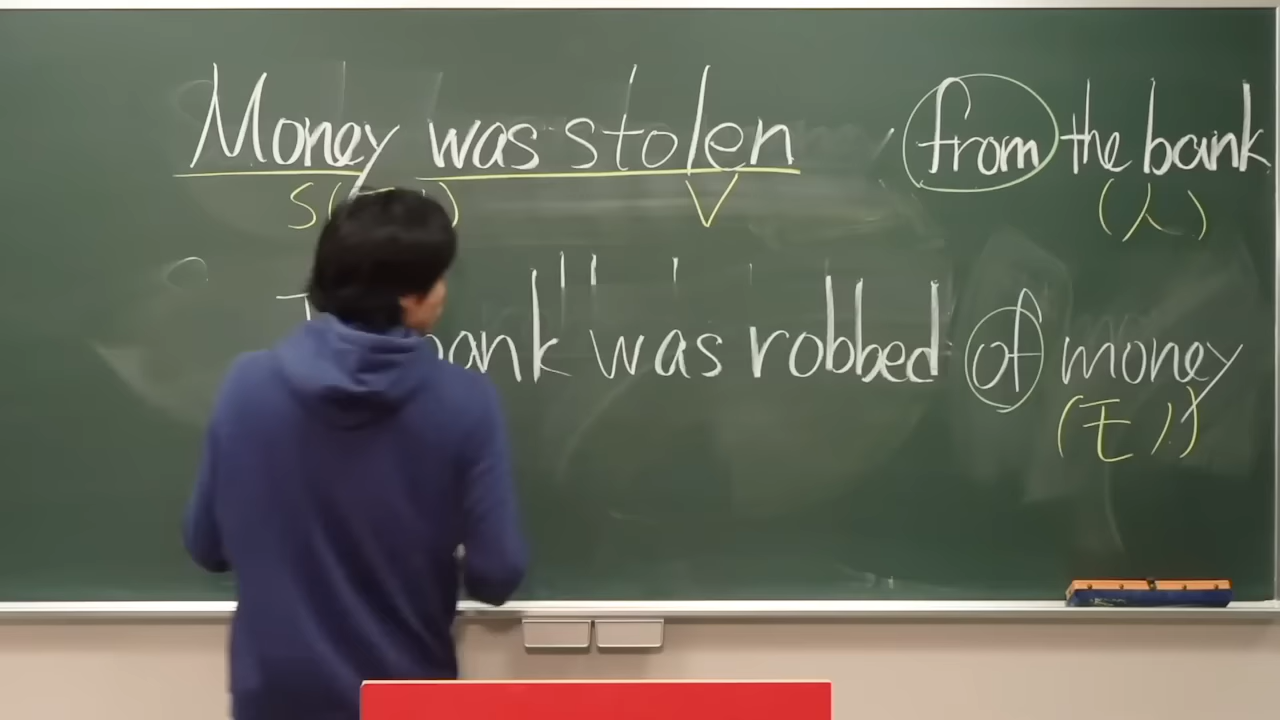 Money was stolen from the bank
S ( ) V (人)
bank was robbed of money
(モノ)